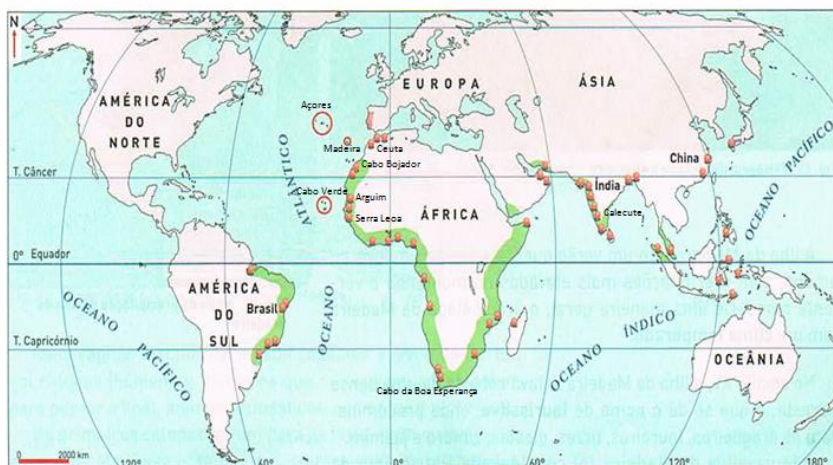 N
AMÉRICA
DO
NORTE
EUROPA
ÁSIA
Açores
Madeira
Ceuta
Cabo Bojador
T. Câncer
Cabo Verde
Arguim
Serra Leoa
ATLÂNTICO
ÁFRICA
China
Índia
Calecute
OCEANO PACÍFICO
0º Equador
AMÉRICA
DO
SUL
Brasil
OCEANO PACÍFICO
OCEANO
OCEANO ÍNDICO
T. Capricórnio
OCEÂNIA
Cabo da Boa Esperança
0 2000 km
120º
60º
0º
60º
120º
180º